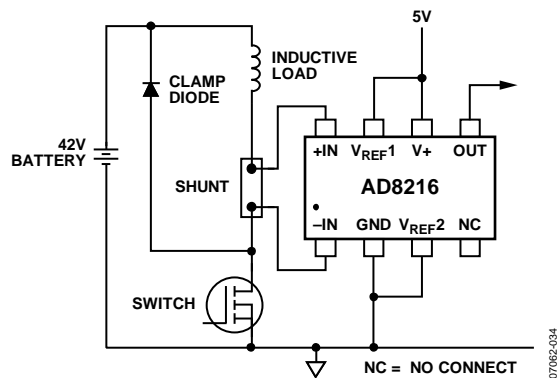 5V
INDUCTIVE
LOAD
CLAMP
DIODE
42V
BATTERY
SHUNT
+IN VREF1 V+ OUT
AD8216
–IN GND VREF2 NC
SWITCH
NC = NO CONNECT
07062-034